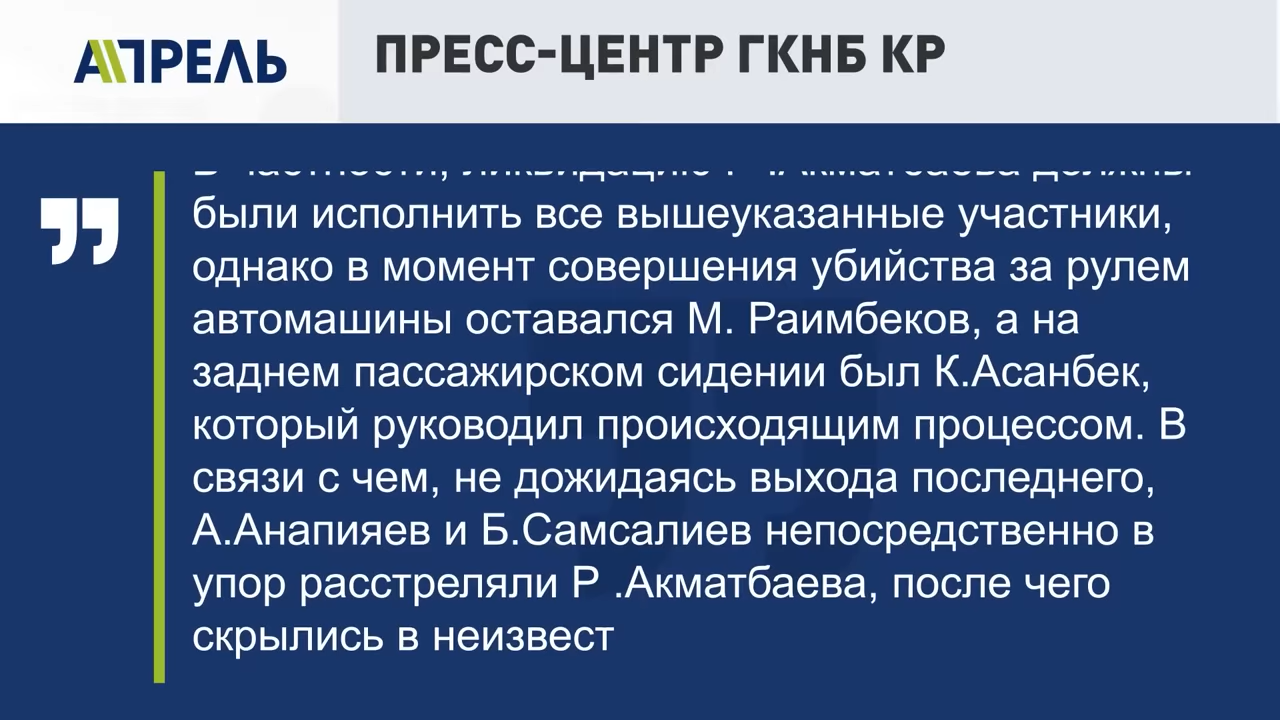 АПРЕЛЬ
ПРЕСС-ЦЕНТР ГКНБ КР
были исполнить все вышеуказанные участники,
однако в момент совершения убийства за рулем
автомашины оставался М. Раимбеков, а на
заднем пассажирском сидении был К.Асанбек,
который руководил происходящим процессом. В
связи с чем, не дожидаясь выхода последнего,
А.Анапияев и Б.Самсалиев непосредственно в
упор расстреляли Р .Акматбаева, после чего
скрылись в неизвест